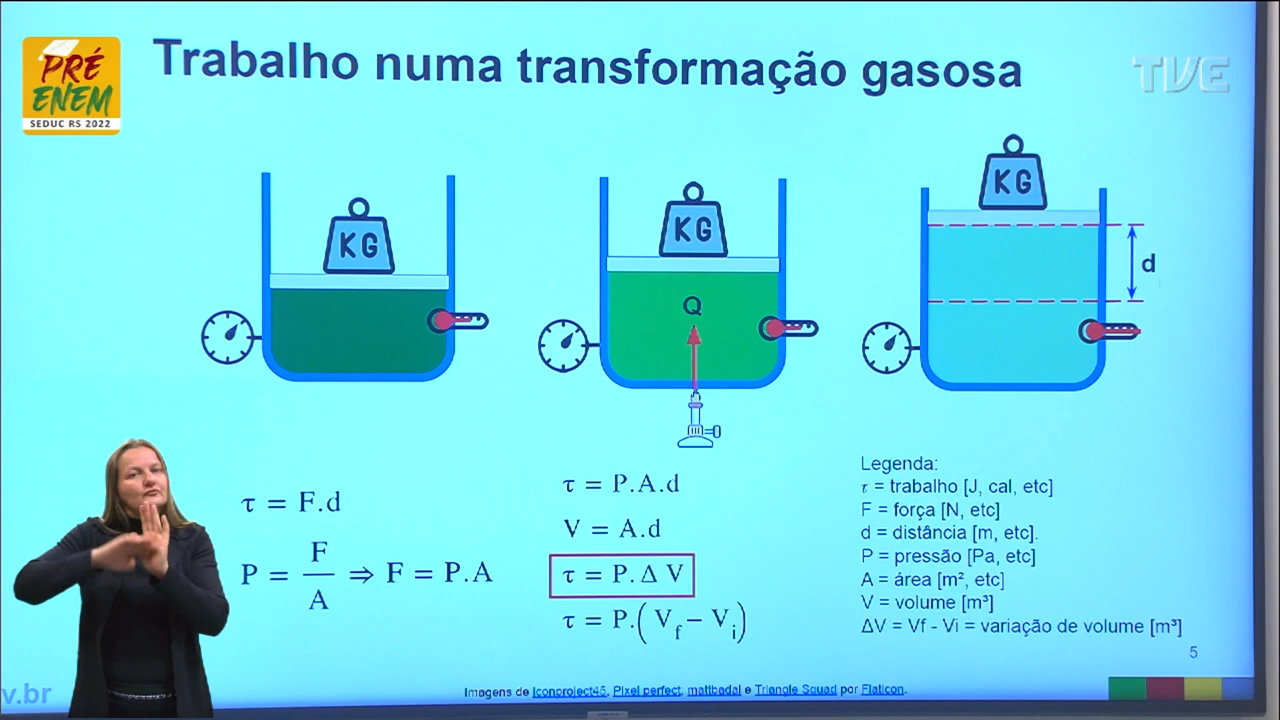 PRÉ
ENEM
SEDUC RS 2022
Trabalho numa transformação gasosa
TVE
KG
KG
KG
Q
d
τ = F.d
P = F/A ⇒ F = P.A
τ = P.A.d
V = A.d
τ = P.Δ V
τ = P.(Vf − Vi)
Legenda:
τ = trabalho [J, cal, etc]
F = força [N, etc]
d = distância [m, etc].
P = pressão [Pa, etc]
A = área [m², etc]
V = volume [m³]
ΔV = Vf - Vi = variação de volume [m³]
5
v.br
Imagens de Iconproject45, Pixel perfect, mattbadal e Triangle Squad por Flaticon.